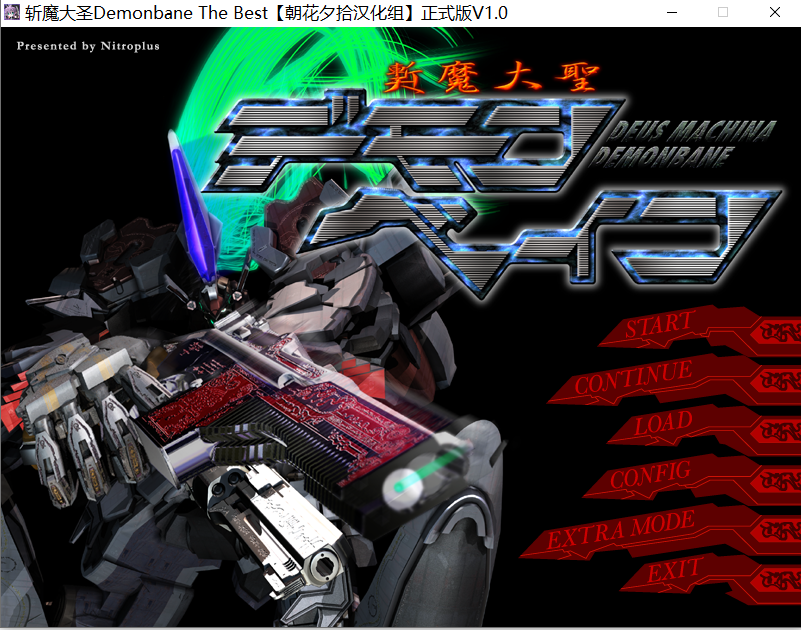 斩魔大圣Demonbane The Best【朝花夕拾汉化组】正式版V1.0
Presented by Nitroplus
斬魔大聖
デモンベイン
DEUS MACHINA
DEMONBANE
START
CONTINUE
LOAD
CONFIG
EXTRA MODE
EXIT